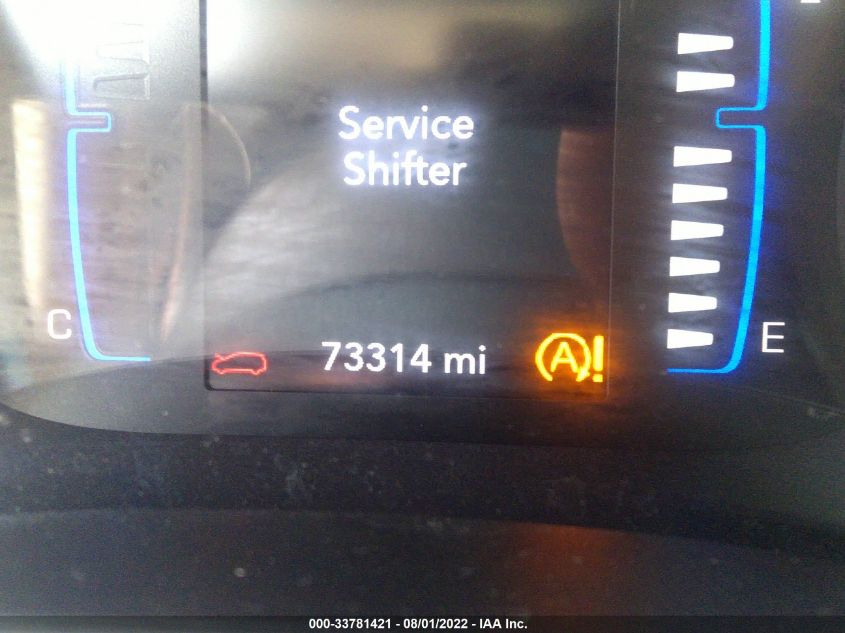 Service
Shifter
C
73314 mi
A!
E
000-33781421 - 08/01/2022 - IAA Inc.